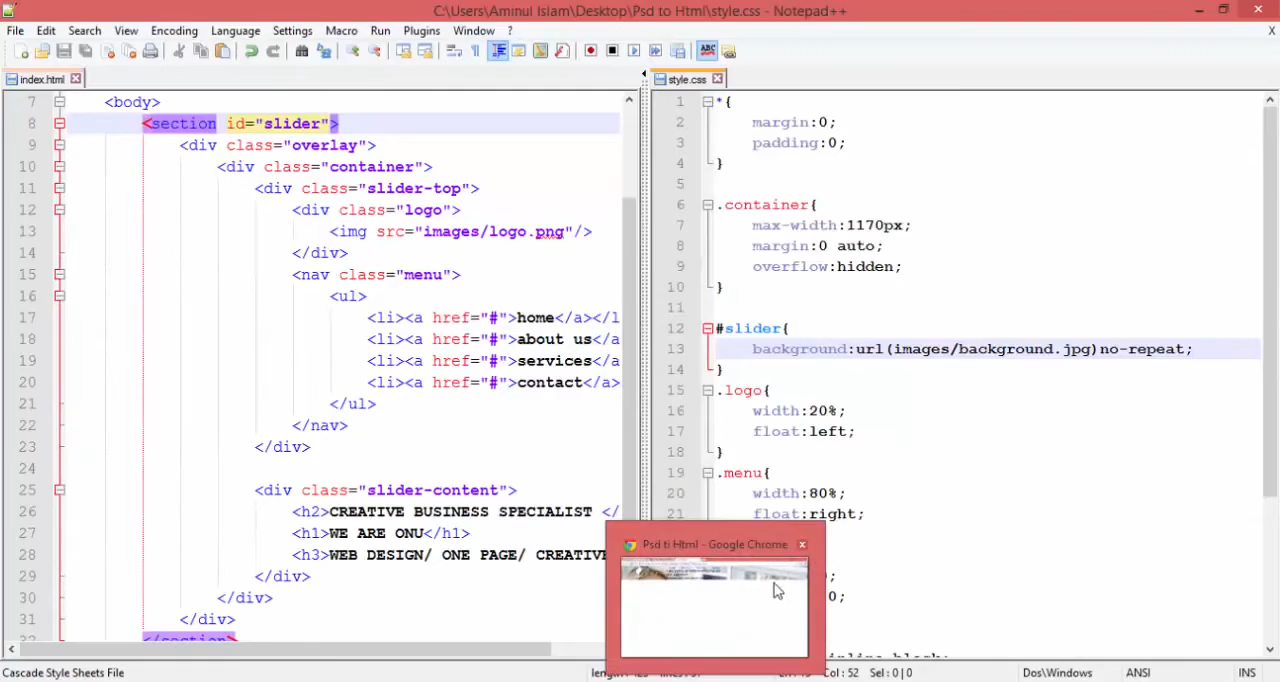 C:\Users\Aminul Islam\Desktop\Psd to Html\style.css - Notepad++
File Edit Search View Encoding Language Settings Macro Run Plugins Window ? X
index.html
7 <body>
8 <section id="slider">
9 <div class="overlay">
10 <div class="container">
11 <div class="slider-top">
12 <div class="logo">
13 <img src="images/logo.png"/>
14 </div>
15 <nav class="menu">
16 <ul>
17 <li><a href="#">home</a></l
18 <li><a href="#">about us</a
19 <li><a href="#">services</a
20 <li><a href="#">contact</a>
21 </ul>
22 </nav>
23 </div>
24
25 <div class="slider-content">
26 <h2>CREATIVE BUSINESS SPECIALIST </
27 <h1>WE ARE ONU</h1>
28 <h3>WEB DESIGN/ ONE PAGE/ CREATIVE
29 </div>
30 </div>
31 </div>
32 </section>
style.css
1 *{
2 margin:0;
3 padding:0;
4 }
5
6 .container{
7 max-width:1170px;
8 margin:0 auto;
9 overflow:hidden;
10 }
11
12 #slider{
13 background:url(images/background.jpg)no-repeat;
14 }
15 .logo{
16 width:20%;
17 float:left;
18 }
19 .menu{
20 width:80%;
21 float:right;
0;
0;
inline-block;
Psd ti Html - Google Chrome
Cascade Style Sheets File
Col : 52 Sel : 0 | 0 Dos\Windows ANSI INS